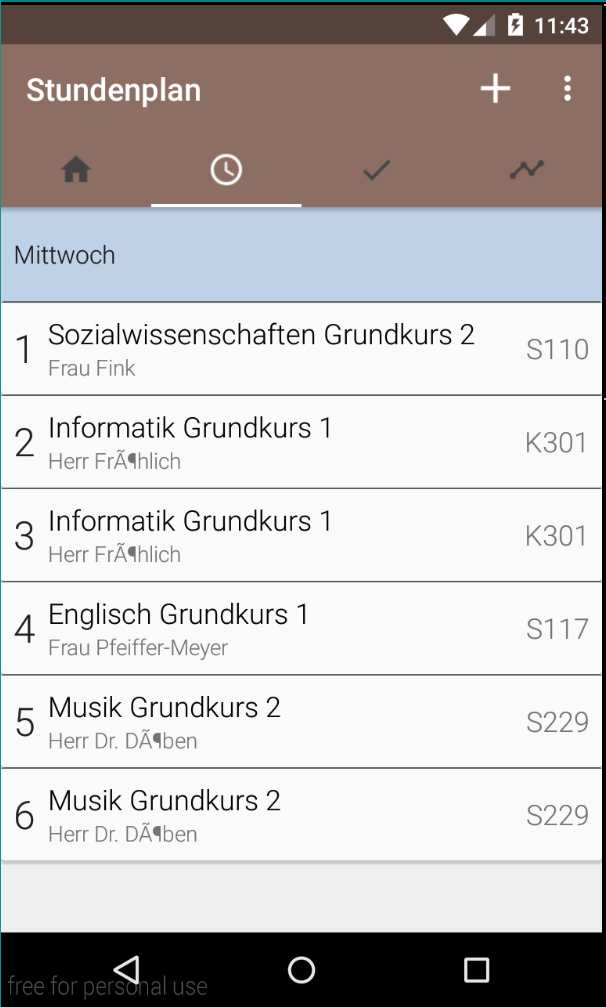 11:43
Stundenplan
Mittwoch
1 Sozialwissenschaften Grundkurs 2 S110
Frau Fink
2 Informatik Grundkurs 1 K301
Herr FrÃ¶hlich
3 Informatik Grundkurs 1 K301
Herr FrÃ¶hlich
4 Englisch Grundkurs 1 S117
Frau Pfeiffer-Meyer
5 Musik Grundkurs 2 S229
Herr Dr. DÃ¶ben
6 Musik Grundkurs 2 S229
Herr Dr. DÃ¶ben
free for personal use